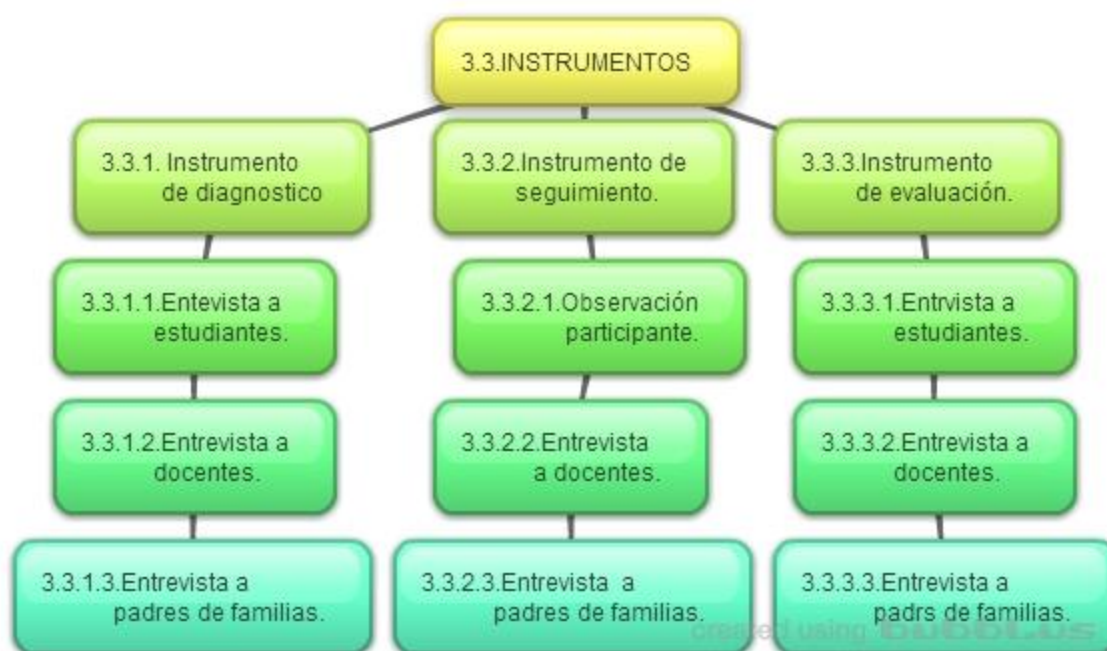 3.3.INSTRUMENTOS
3.3.1. Instrumento
de diagnostico
3.3.2.Instrumento de
seguimiento.
3.3.3.Instrumento
de evaluación.
3.3.1.1.Entevista a
estudiantes.
3.3.2.1.Observación
participante.
3.3.3.1.Entrvista a
estudiantes.
3.3.1.2.Entrevista a
docentes.
3.3.2.2.Entrevista
a docentes.
3.3.3.2.Entrevista a
docentes.
3.3.1.3.Entrevista a
padres de familias.
3.3.2.3.Entrevista a
padres de familias.
3.3.3.3.Entrevista a
padrs de familias.
created using bubbl.us